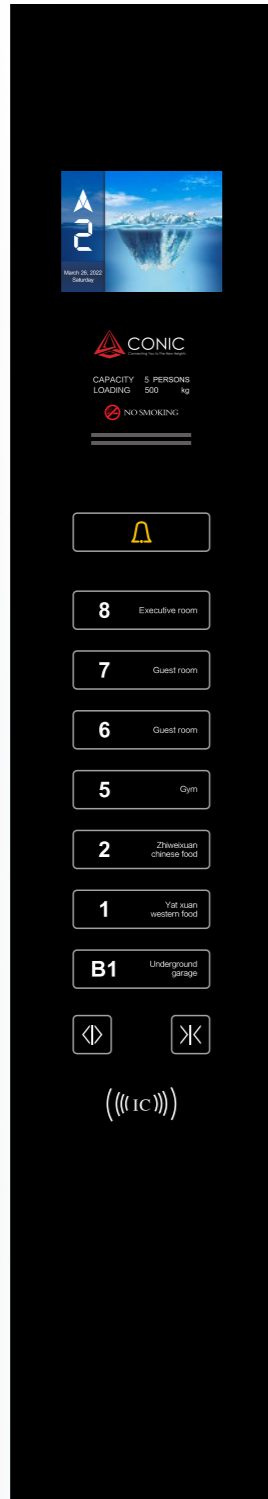 2
March 26, 2022
Saturday
CONIC
Connecting You to The New Heights
CAPACITY 5 PERSONS
LOADING 500 kg
NO SMOKING
8 Executive room
7 Guest room
6 Guest room
5 Gym
2 Zhiweixuan
chinese food
1 Yat xuan
western food
B1 Underground
garage
IC